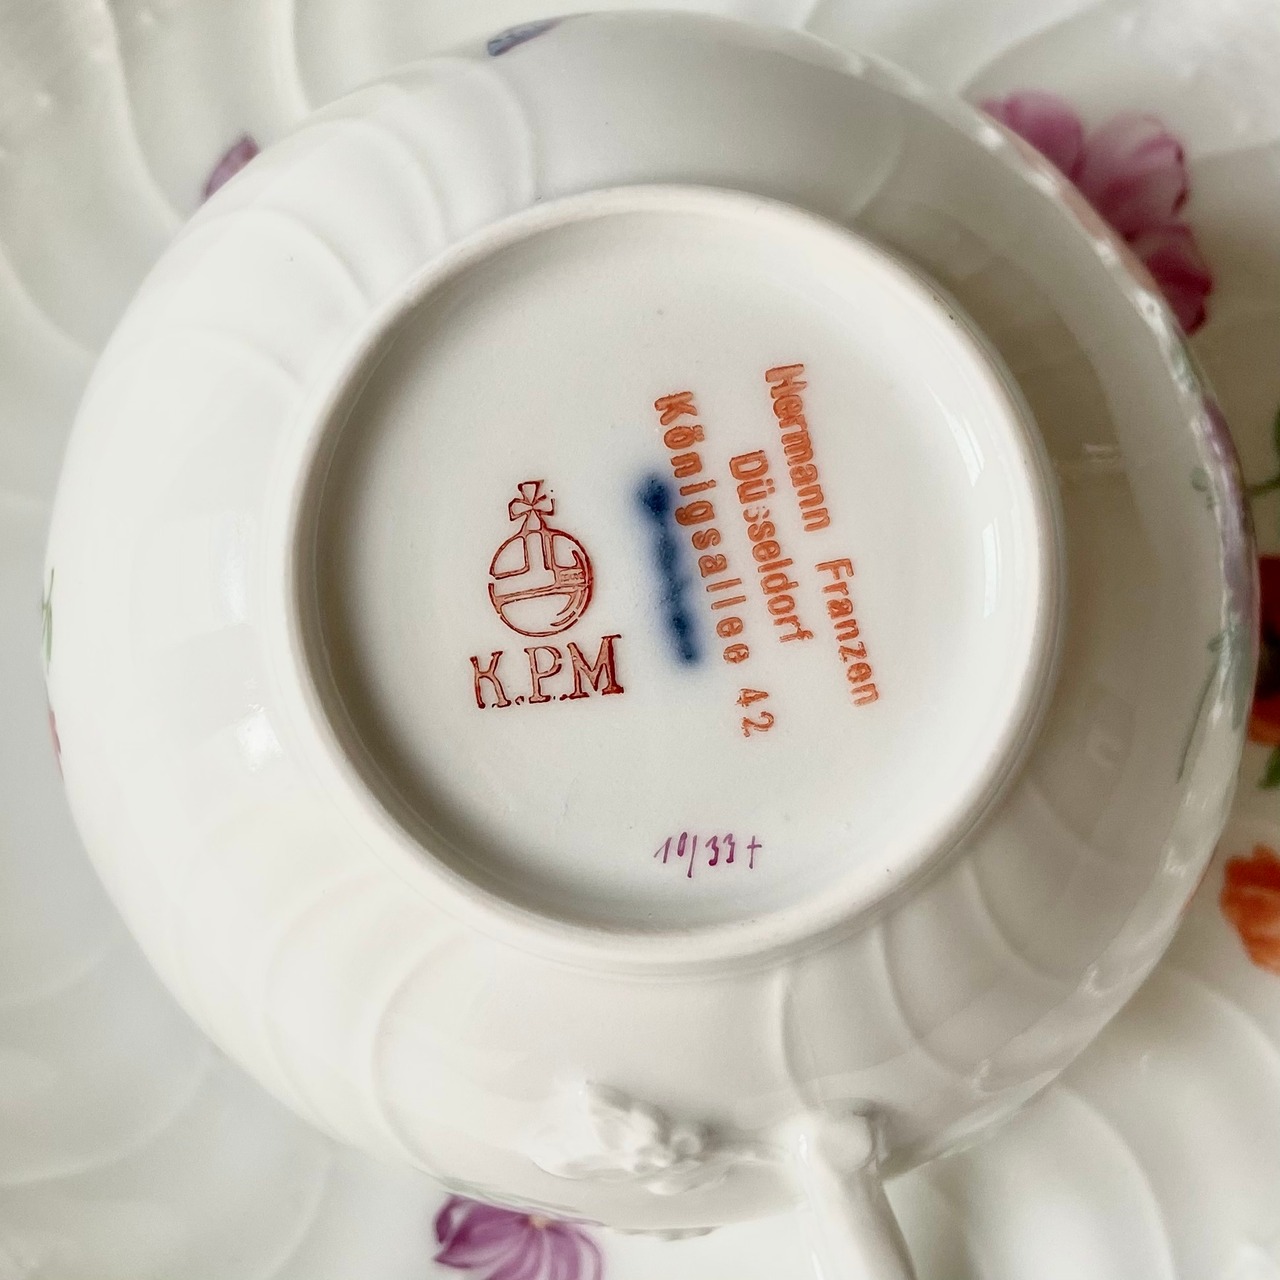 Hermann Franzen
Düsseldorf
Königsallee 42
K.P.M
10/33+